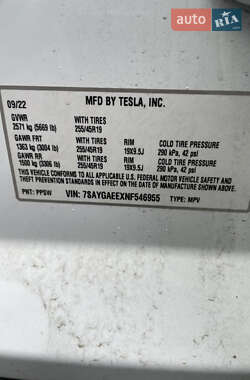 AUTO.RIA
09/22
MFD BY TESLA, INC.
GVWR WITH TIRES
2571 kg (5669 lb) 255/45R19
GAWR FRT WITH TIRES RIM COLD TIRE PRESSURE
1363 kg (3004 lb) 255/45R19 19X9.5J 290 kPa, 42 psi
GAWR RR WITH TIRES RIM COLD TIRE PRESSURE
1500 kg (3306 lb) 255/45R19 19X9.5J 290 kPa, 42 psi
THIS VEHICLE CONFORMS TO ALL APPLICABLE U.S. FEDERAL MOTOR VEHICLE SAFETY AND
THEFT PREVENTION STANDARDS IN EFFECT ON THE DATE OF MANUFACTURE SHOWN ABOVE.
PNT: PPSW VIN: 7SAYGAEEXNF546955 TYPE: MPV